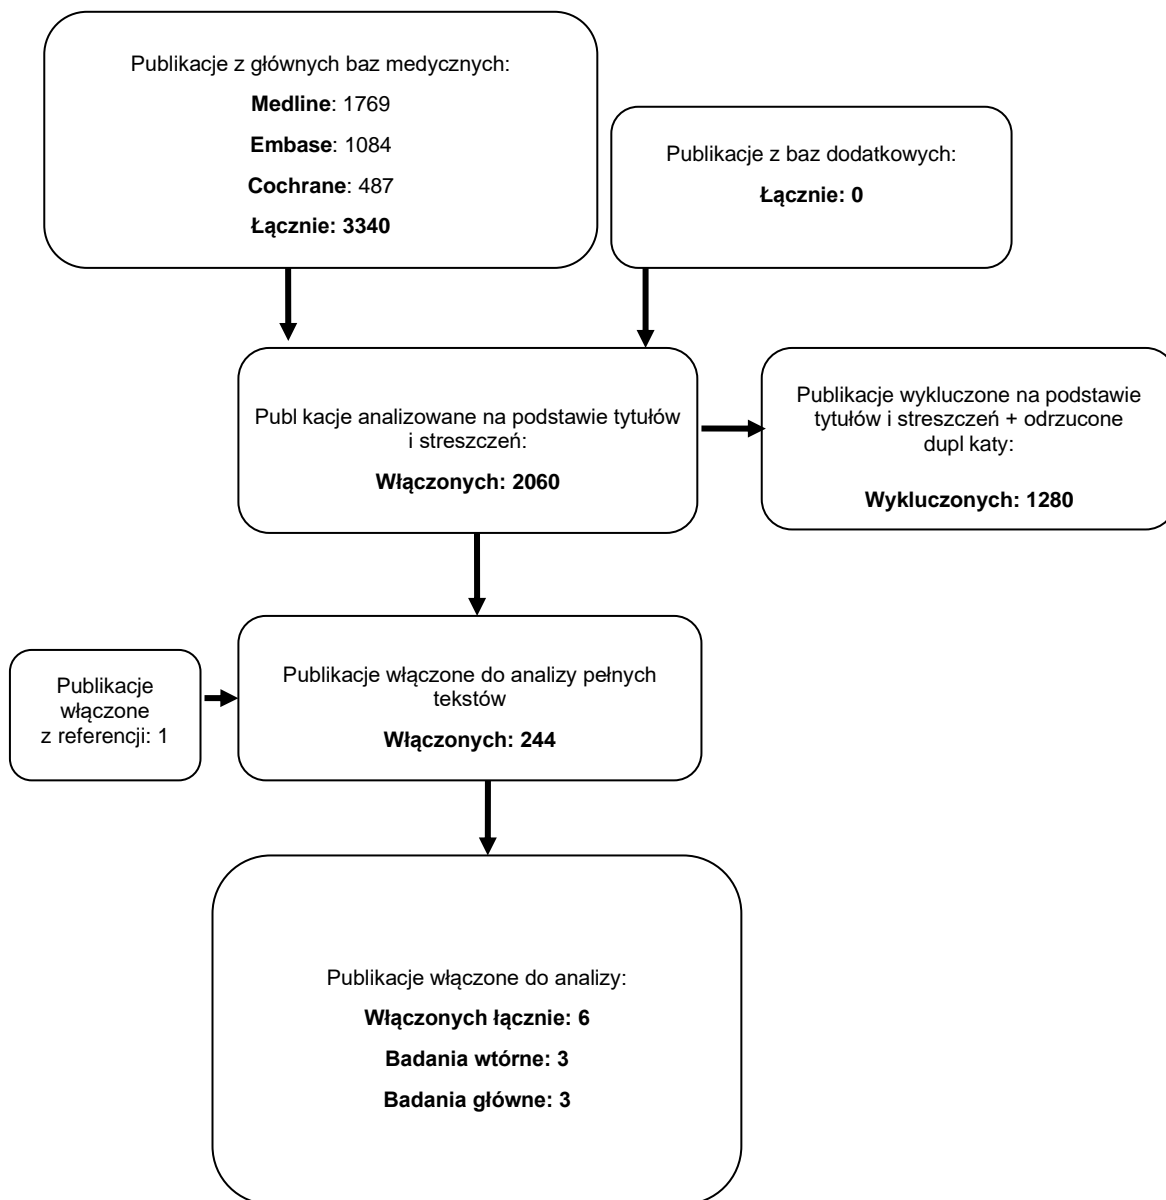 Publikacje z głównych baz medycznych:
Medline: 1769
Embase: 1084
Cochrane: 487
Łącznie: 3340
Publikacje z baz dodatkowych:
Łącznie: 0
Publ kacje analizowane na podstawie tytułów
i streszczeń:
Włączonych: 2060
Publikacje wykluczone na podstawie
tytułów i streszczeń + odrzucone
dupl katy:
Wykluczonych: 1280
Publikacje
włączone
z referencji: 1
Publikacje włączone do analizy pełnych
tekstów
Włączonych: 244
Publikacje włączone do analizy:
Włączonych łącznie: 6
Badania wtórne: 3
Badania główne: 3